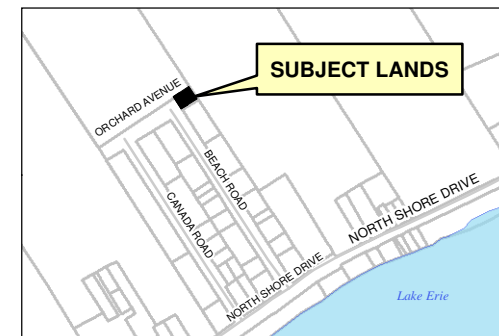 SUBJECT LANDS
ORCHARD AVENUE
BEACH ROAD
CANADA ROAD
NORTH SHORE DRIVE
NORTH SHORE DRIVE
Lake Erie